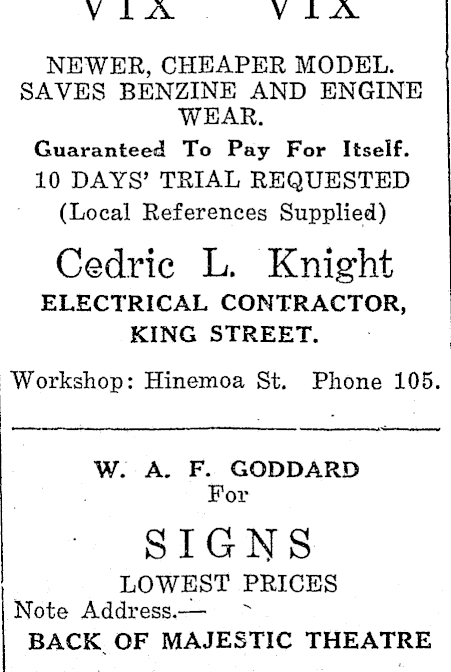 VIX VIX
NEWER, CHEAPER MODEL.
SAVES BENZINE AND ENGINE
WEAR.
Guaranteed To Pay For Itself.
10 DAYS' TRIAL REQUESTED
(Local References Supplied)
Cedric L. Knight
ELECTRICAL CONTRACTOR,
KING STREET.
Workshop: Hinemoa St. Phone 105.
W. A. F. GODDARD
For
SIGNS
LOWEST PRICES
Note Address.—
BACK OF MAJESTIC THEATRE